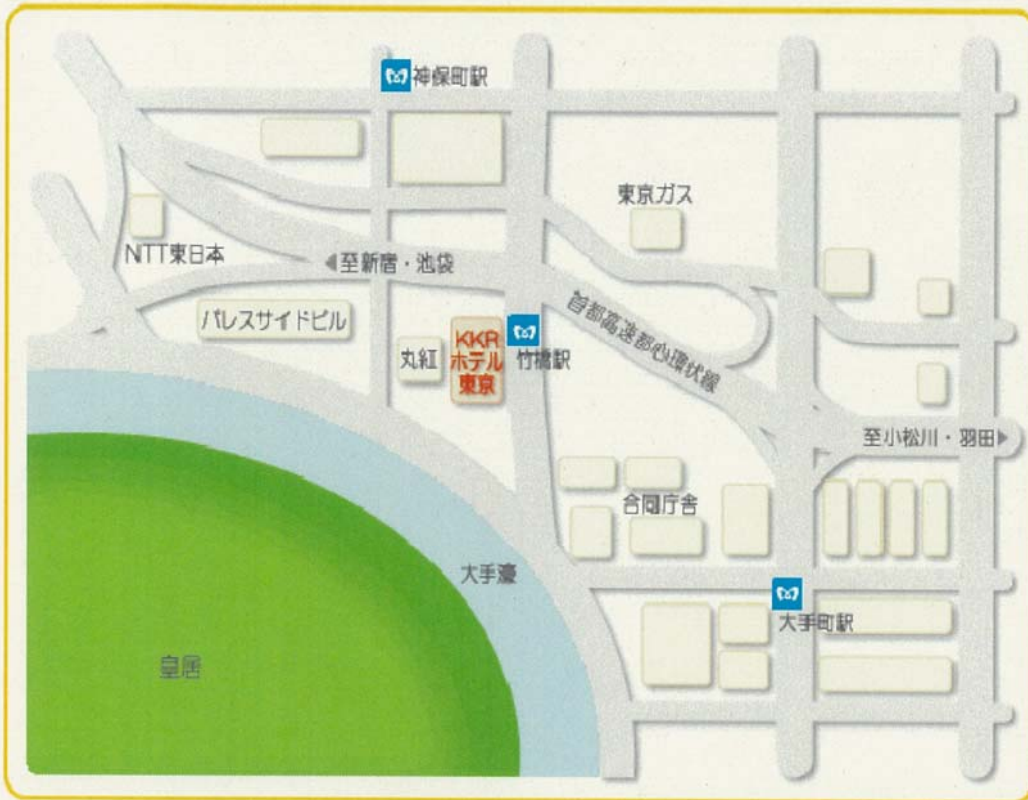 神保町駅
東京ガス
NTT東日本
至新宿・池袋
首都高速都心環状線
パレスサイドビル
丸紅
KKR
ホテル
東京
竹橋駅
至小松川・羽田
合同庁舎
大手濠
大手町駅
皇居